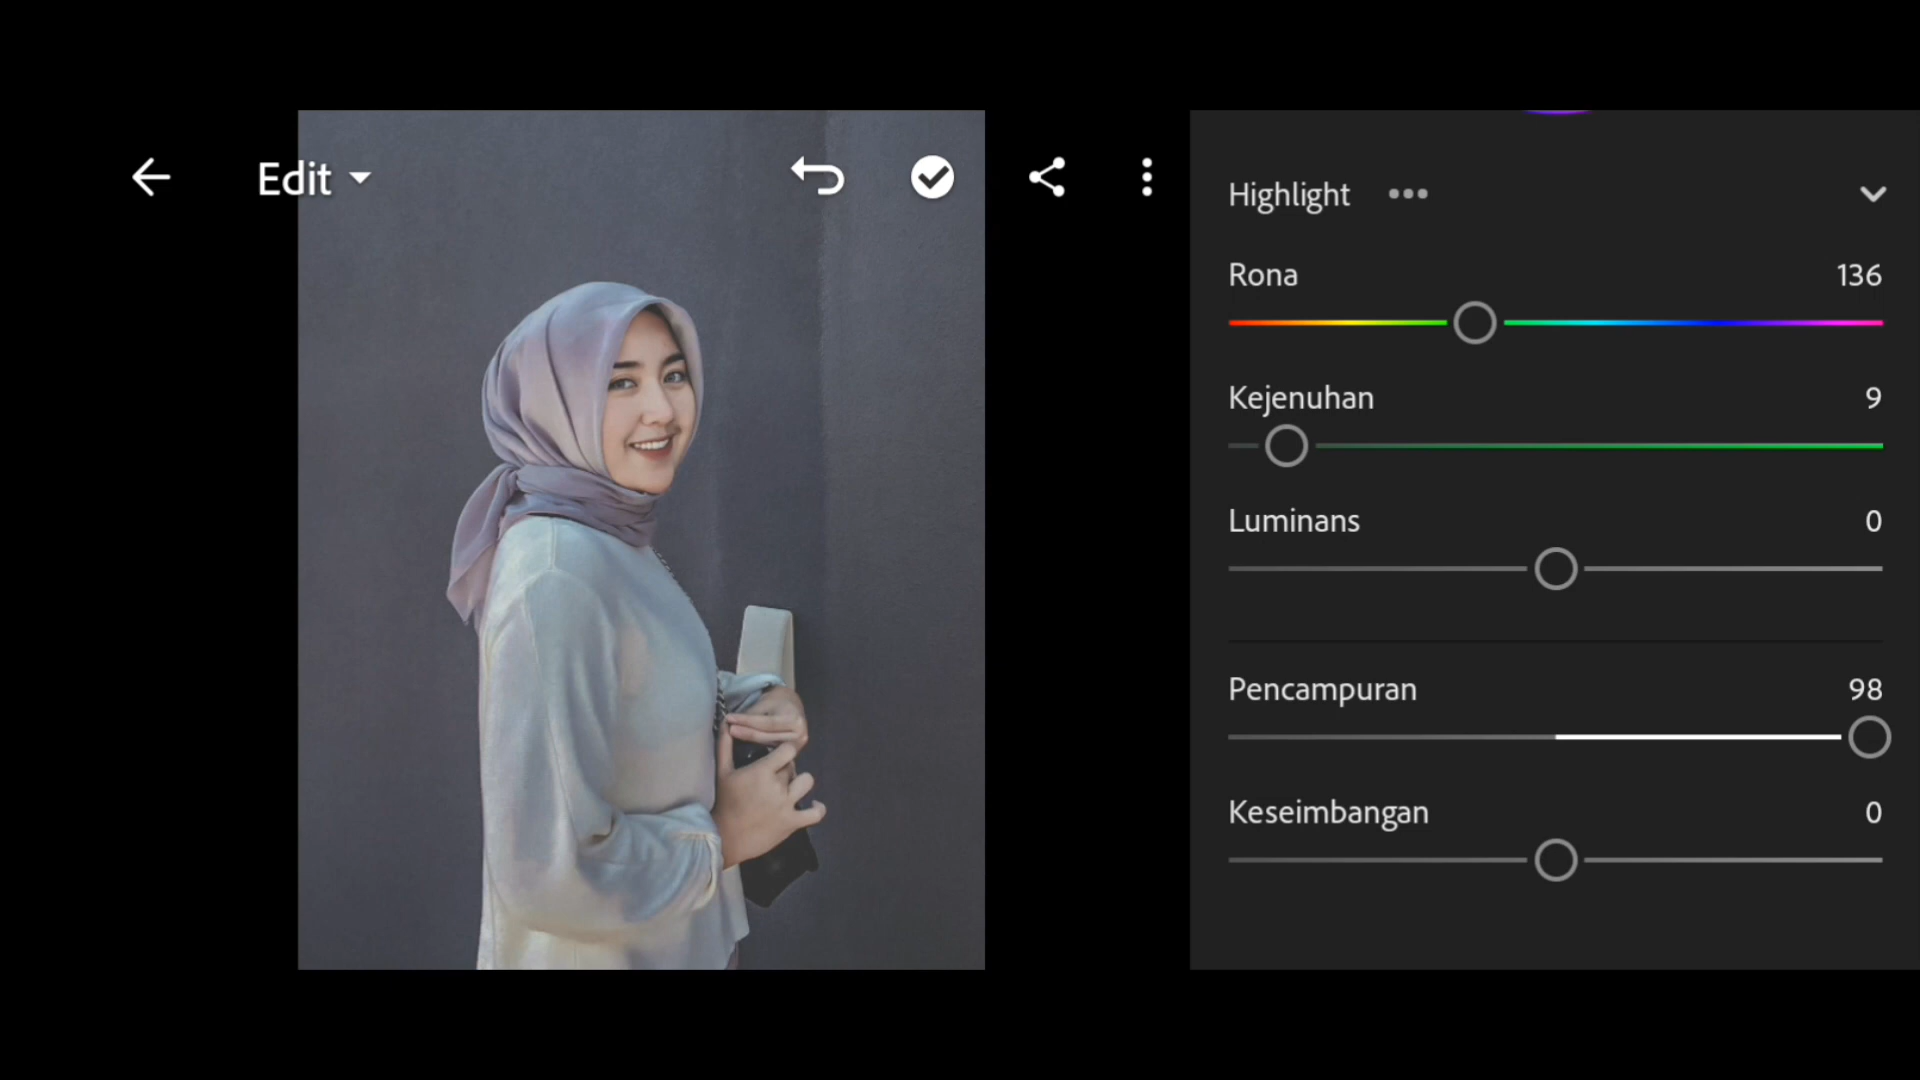 Edit
Highlight
Rona 136
Kejenuhan 9
Luminans 0
Pencampuran 98
Keseimbangan 0